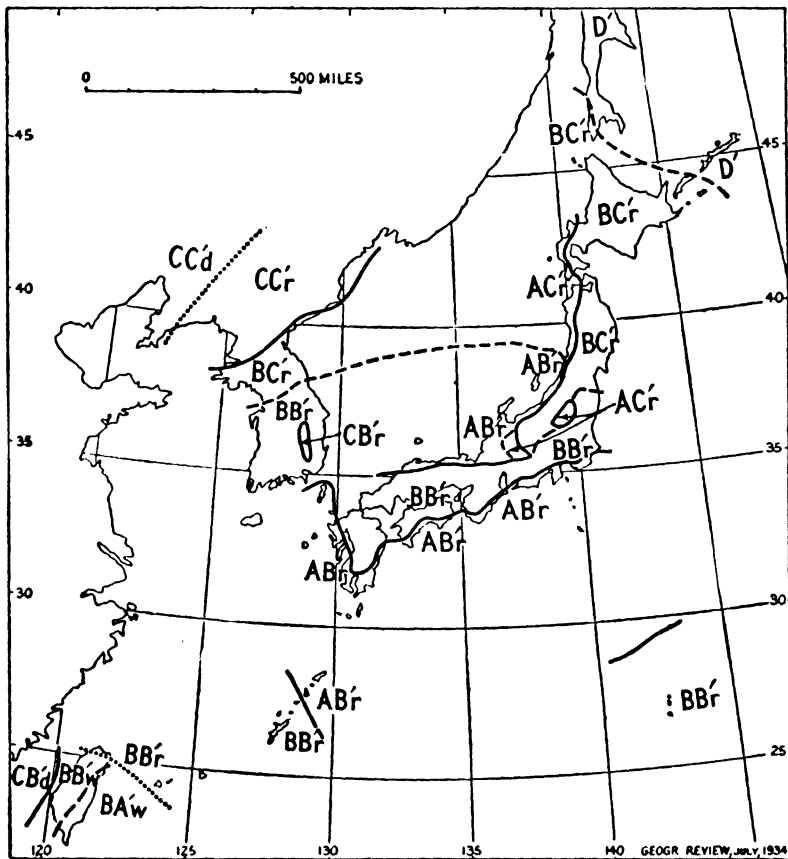 D'
0 500 MILES
45
BC'r
45
D'
BC'r
CC'd
CC'r
AC'r
40
40
BC'r
AB'r
BC'r
BB'r
AC'r
CB'r
AB'r
35
BB'r
35
BB'r
AB'r
AB'r
AB'r
30
30
AB'r
BB'r
BB'r
BB'r
25
CB'd
BB'w
BA'w
120
125
130
135
140
GEOGR REVIEW, JULY, 1934